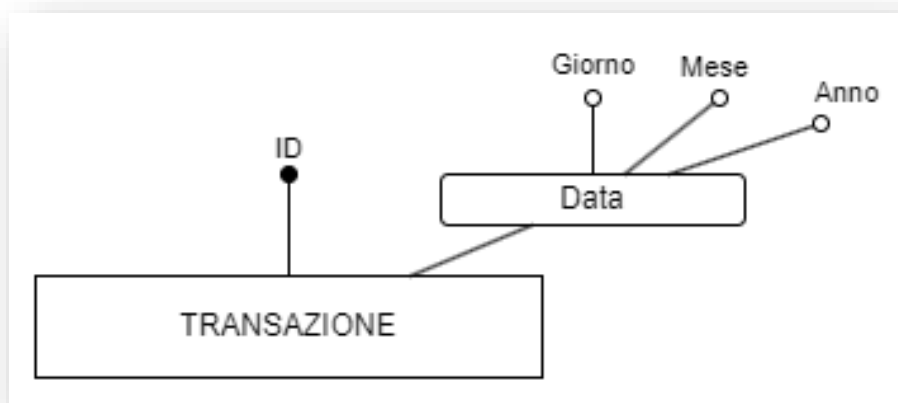 Giorno
Mese
Anno
ID
Data
TRANSAZIONE